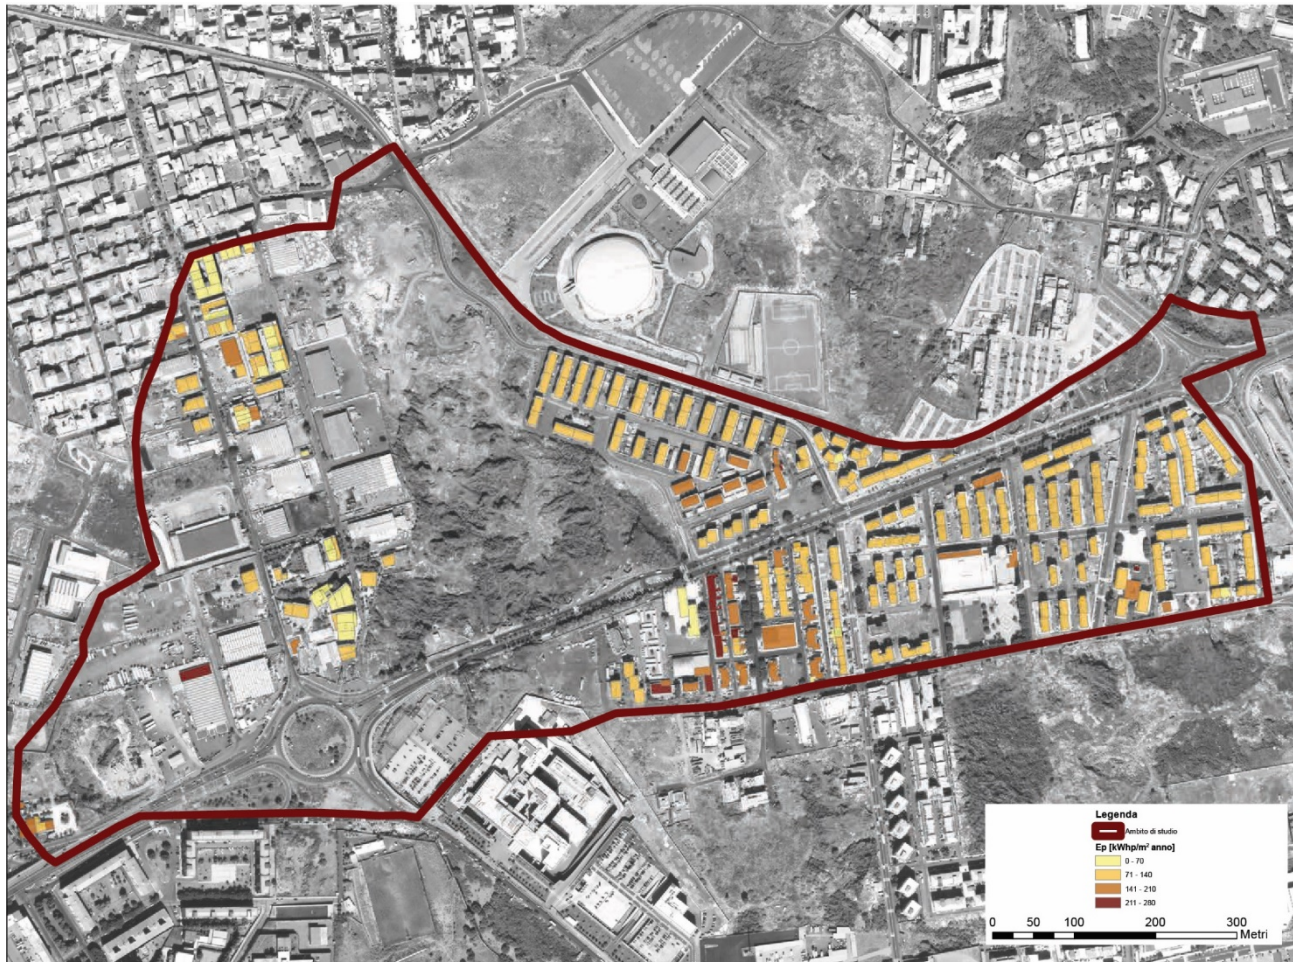 Legenda
Ambito di studio
Ep [kWhp/m² anno]
0 - 70
71 - 140
141 - 210
211 - 280
0 50 100 200 300
Metri